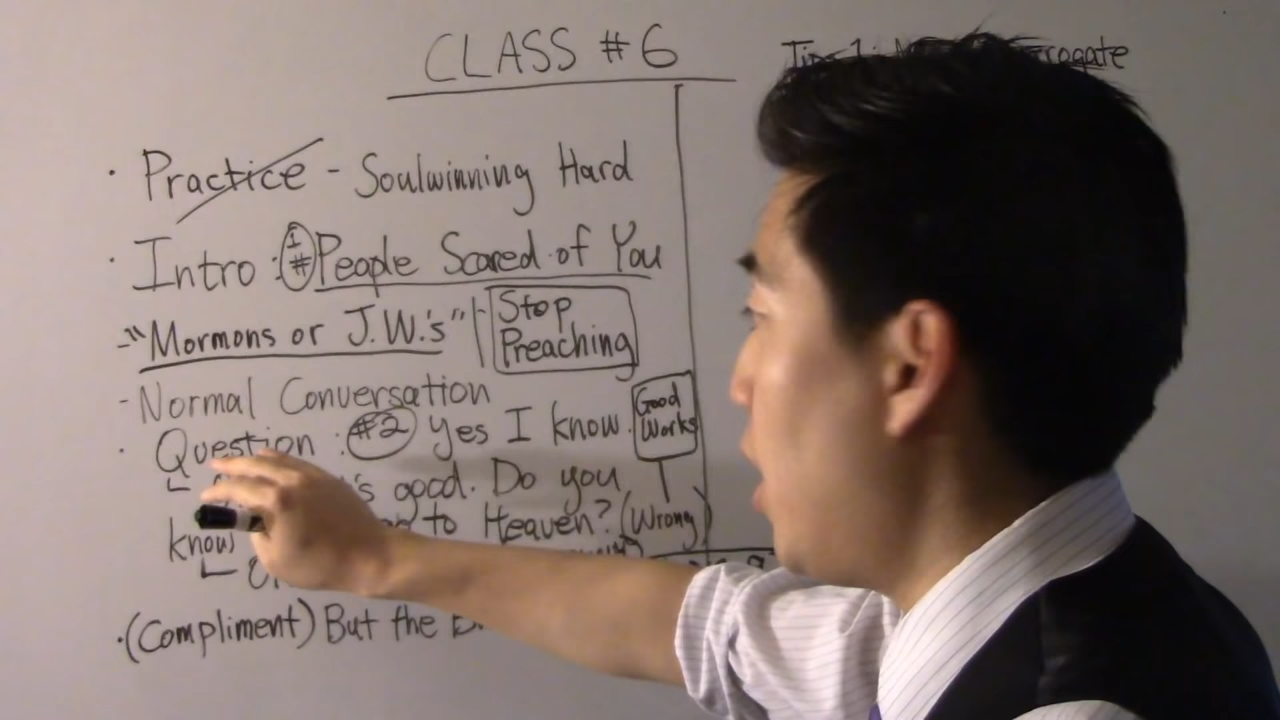 CLASS #6
Practice - Soulwinning Hard
Intro : #1 People Scared of You
- "Mormons or J.W.'s" - Stop Preaching
- Normal Conversation
Question : #2 Yes I know. Good Works
's good. Do you
know to Heaven? (Wrong)
(Compliment) But the